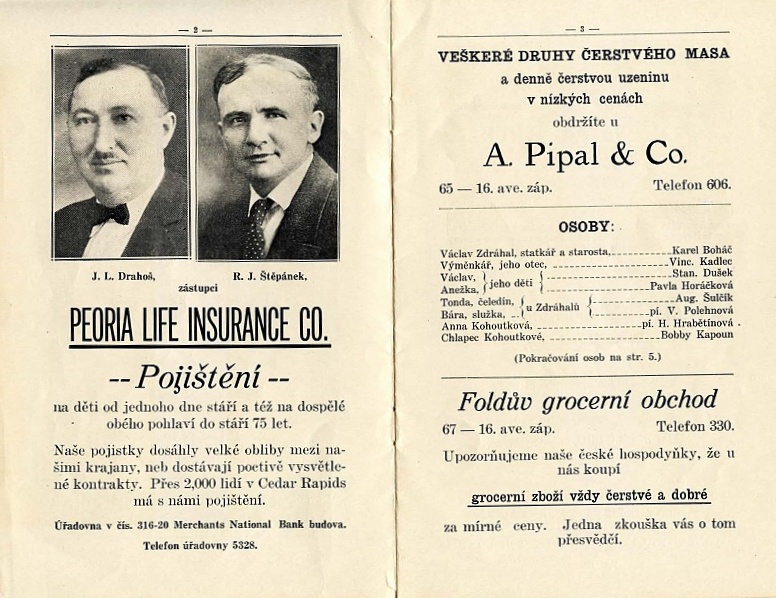 — 2 —
J. L. Drahoš,
R. J. Štěpánek,
zástupci
PEORIA LIFE INSURANCE CO.
-- Pojištění --
na děti od jednoho dne stáří a též na dospělé
obého pohlaví do stáří 75 let.
Naše pojistky dosáhly velké obliby mezi na-
šimi krajany, neb dostávají poetivě vysvětle-
né kontrakty. Přes 2,000 lidí v Cedar Rapids
má s námi pojištění.
Úřadovna v čís. 316-20 Merchants National Bank budova.
Telefon úřadovny 5328.
— 3 —
VEŠKERÉ DRUHY ČERSTVÉHO MASA
a denně čerstvou uzeninu
v nízkých cenách
obdržíte u
A. Pipal & Co.
65 — 16. ave. záp. Telefon 606.
OSOBY:
Václav Zdráhal, statkář a starosta, Karel Boháč
Výměnkář, jeho otec, Vinc. Kadlec
Václav, } jeho děti { Stan. Dušek
Anežka, Pavla Horáčková
Tonda, čeledín, } u Zdráhalů { Aug. Šulčík
Bára, služka, pí. V. Polehnová
Anna Kohoutková, pí. H. Hrabětínová
Chlapec Kohoutkové, Bobby Kapoun
(Pokračování osob na str. 5.)
Foldův grocerní obchod
67 — 16. ave. záp. Telefon 330.
Upozorňujeme naše české hospodyňky, že u
nás koupí
grocerní zboží vždy čerstvé a dobré
za mírné ceny. Jedna zkouška vás o tom
přesvědčí.